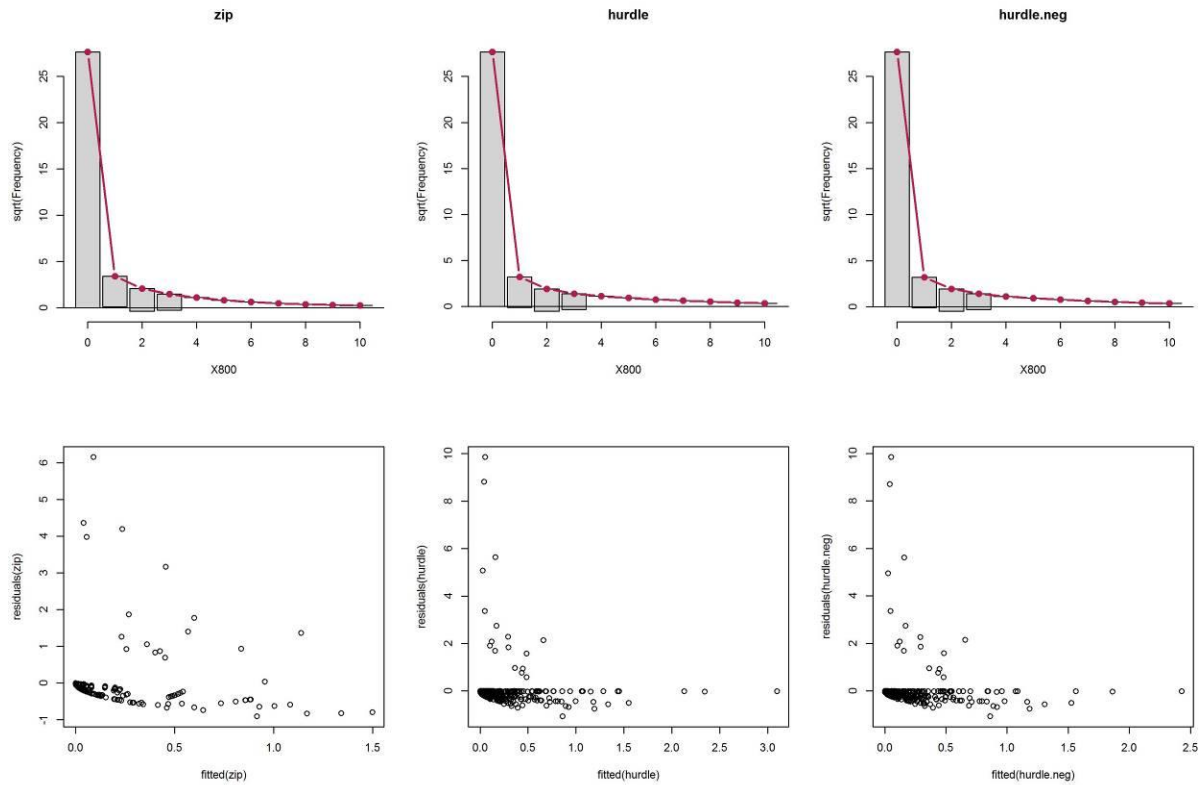 zip
sqrt(Frequency)
0 5 10 15 20 25
0 2 4 6 8 10
X800
hurdle
sqrt(Frequency)
0 5 10 15 20 25
0 2 4 6 8 10
X800
hurdle.neg
sqrt(Frequency)
0 5 10 15 20 25
0 2 4 6 8 10
X800
residuals(zip)
-1 0 1 2 3 4 5 6
0.0 0.5 1.0 1.5
fitted(zip)
residuals(hurdle)
0 2 4 6 8 10
0.0 0.5 1.0 1.5 2.0 2.5 3.0
fitted(hurdle)
residuals(hurdle.neg)
0 2 4 6 8 10
0.0 0.5 1.0 1.5 2.0 2.5
fitted(hurdle.neg)